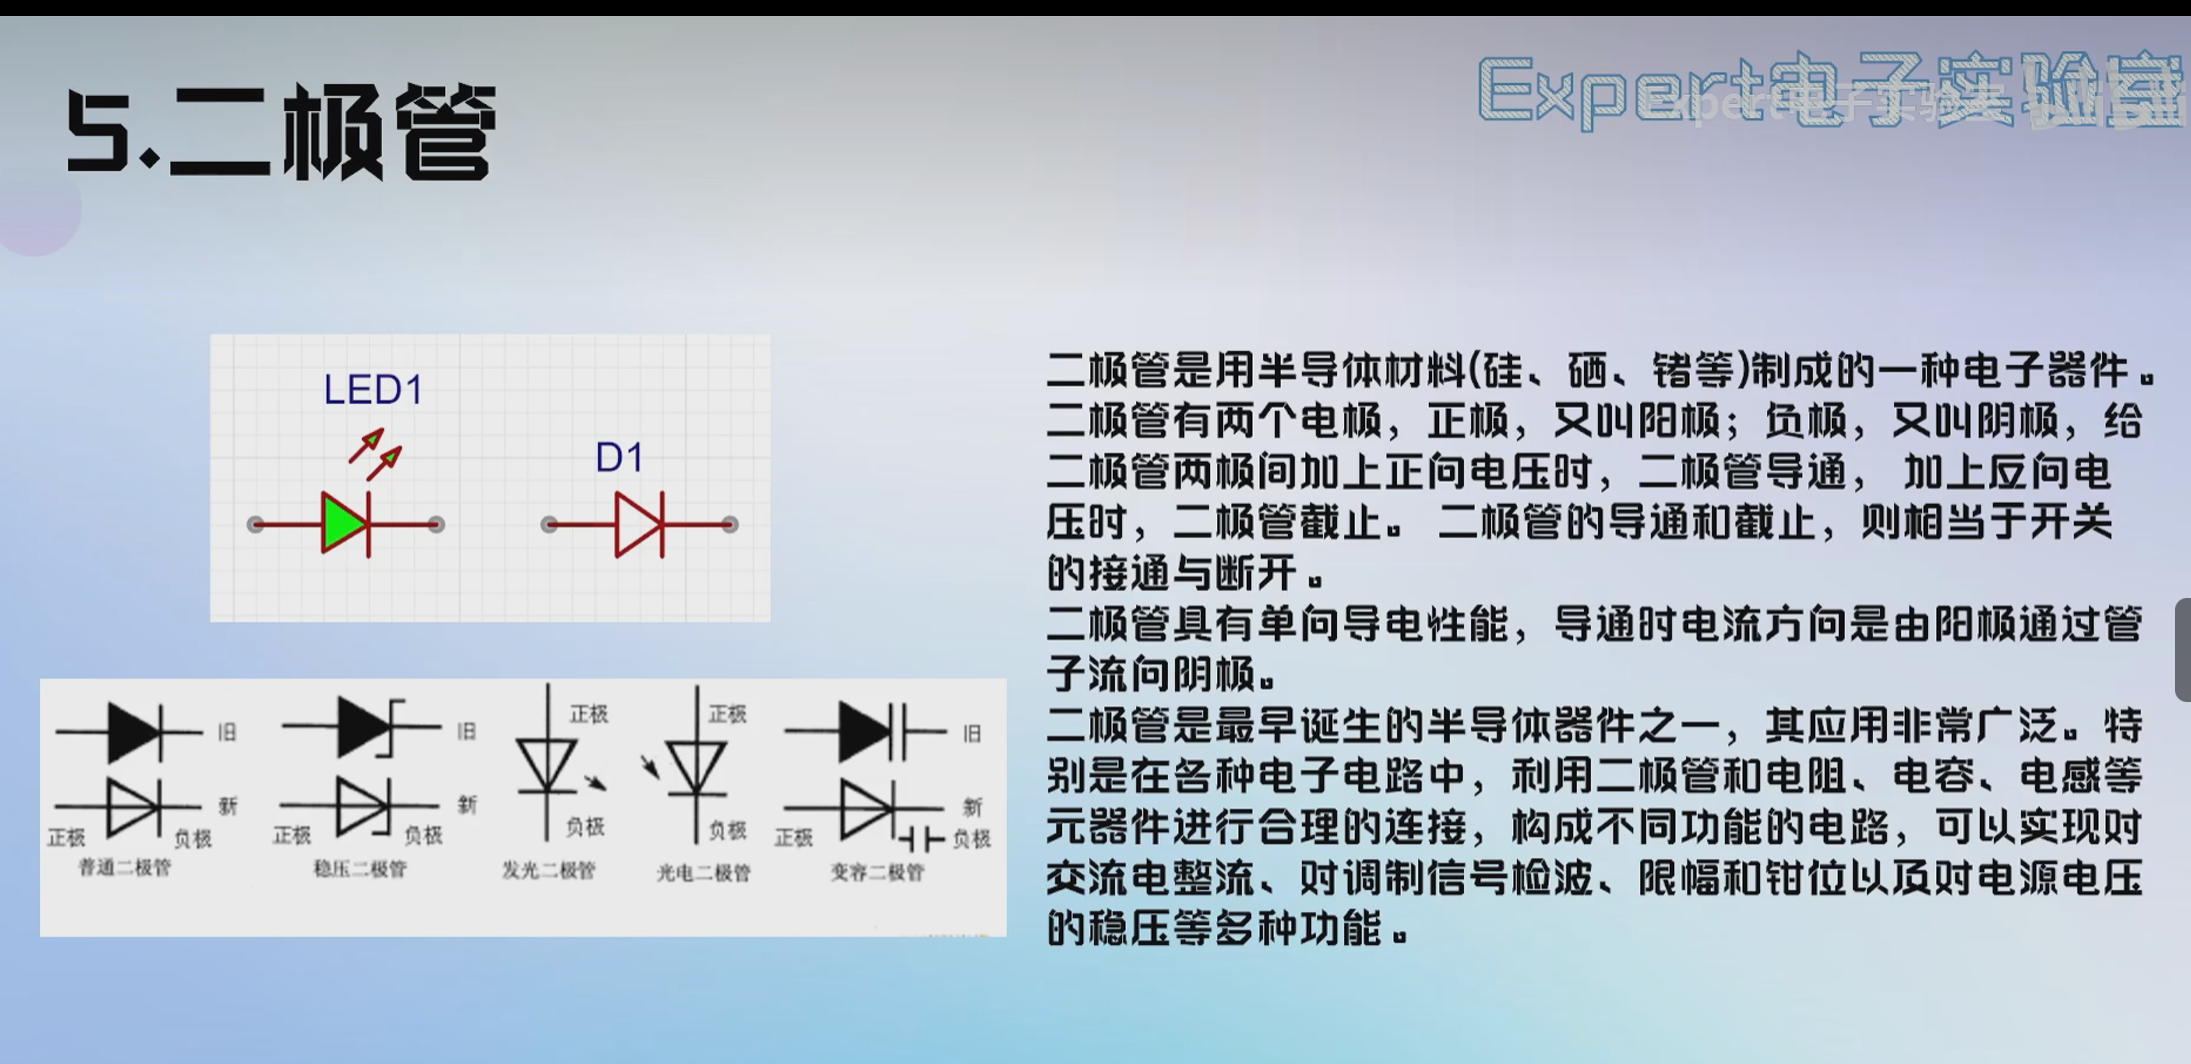 Expert电子实验室
5.二极管
LED1
D1
旧
旧
正极
正极
旧
新
新
新
正极
负极
正极
负极
负极
负极
正极
负极
普通二极管
稳压二极管
发光二极管
光电二极管
变容二极管
二极管是用半导体材料(硅、硒、锗等)制成的一种电子器件。
二极管有两个电极，正极，又叫阳极；负极，又叫阴极，给
二极管两极间加上正向电压时，二极管导通， 加上反向电
压时，二极管截止。 二极管的导通和截止，则相当于开关
的接通与断开。
二极管具有单向导电性能，导通时电流方向是由阳极通过管
子流向阴极。
二极管是最早诞生的半导体器件之一，其应用非常广泛。特
别是在各种电子电路中，利用二极管和电阻、电容、电感等
元器件进行合理的连接，构成不同功能的电路，可以实现对
交流电整流、对调制信号检波、限幅和钳位以及对电源电压
的稳压等多种功能。